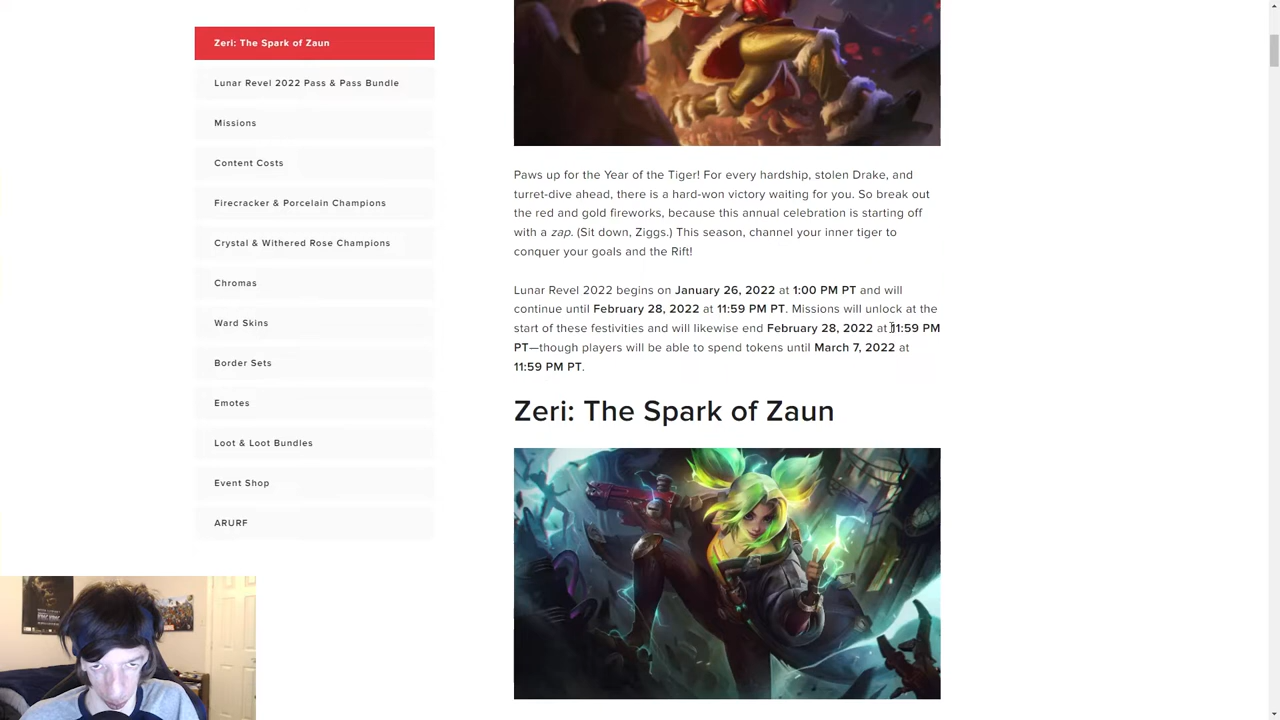 Zeri: The Spark of Zaun
Lunar Revel 2022 Pass & Pass Bundle
Missions
Content Costs
Firecracker & Porcelain Champions
Crystal & Withered Rose Champions
Chromas
Ward Skins
Border Sets
Emotes
Loot & Loot Bundles
Event Shop
ARURF
Paws up for the Year of the Tiger! For every hardship, stolen Drake, and
turret-dive ahead, there is a hard-won victory waiting for you. So break out
the red and gold fireworks, because this annual celebration is starting off
with a zap. (Sit down, Ziggs.) This season, channel your inner tiger to
conquer your goals and the Rift!
Lunar Revel 2022 begins on January 26, 2022 at 1:00 PM PT and will
continue until February 28, 2022 at 11:59 PM PT. Missions will unlock at the
start of these festivities and will likewise end February 28, 2022 at 11:59 PM
PT—though players will be able to spend tokens until March 7, 2022 at
11:59 PM PT.
Zeri: The Spark of Zaun